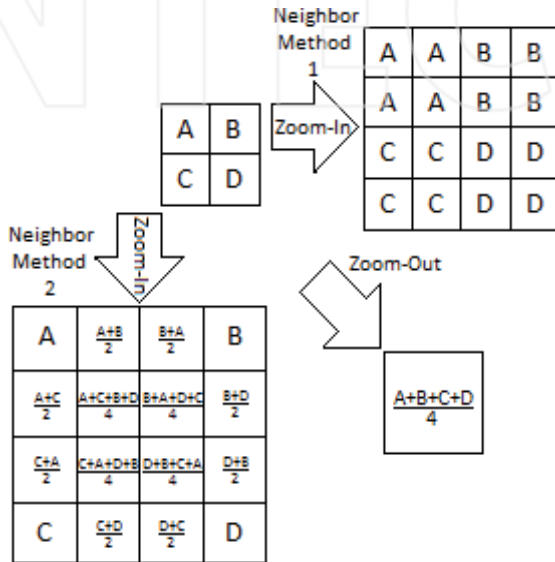 NTEC
Neighbor
Method
1
A A B B
A A B B
C C D D
C C D D
A B
C D
Zoom-In
Neighbor
Method
2
Zoom-In
Zoom-Out
A A+B/2 B+A/2 B
A+C/2 A+C+B+D/4 B+A+D+C/4 B+D/2
C+A/2 C+A+D+B/4 D+B+C+A/4 D+B/2
C C+D/2 D+C/2 D
A+B+C+D/4